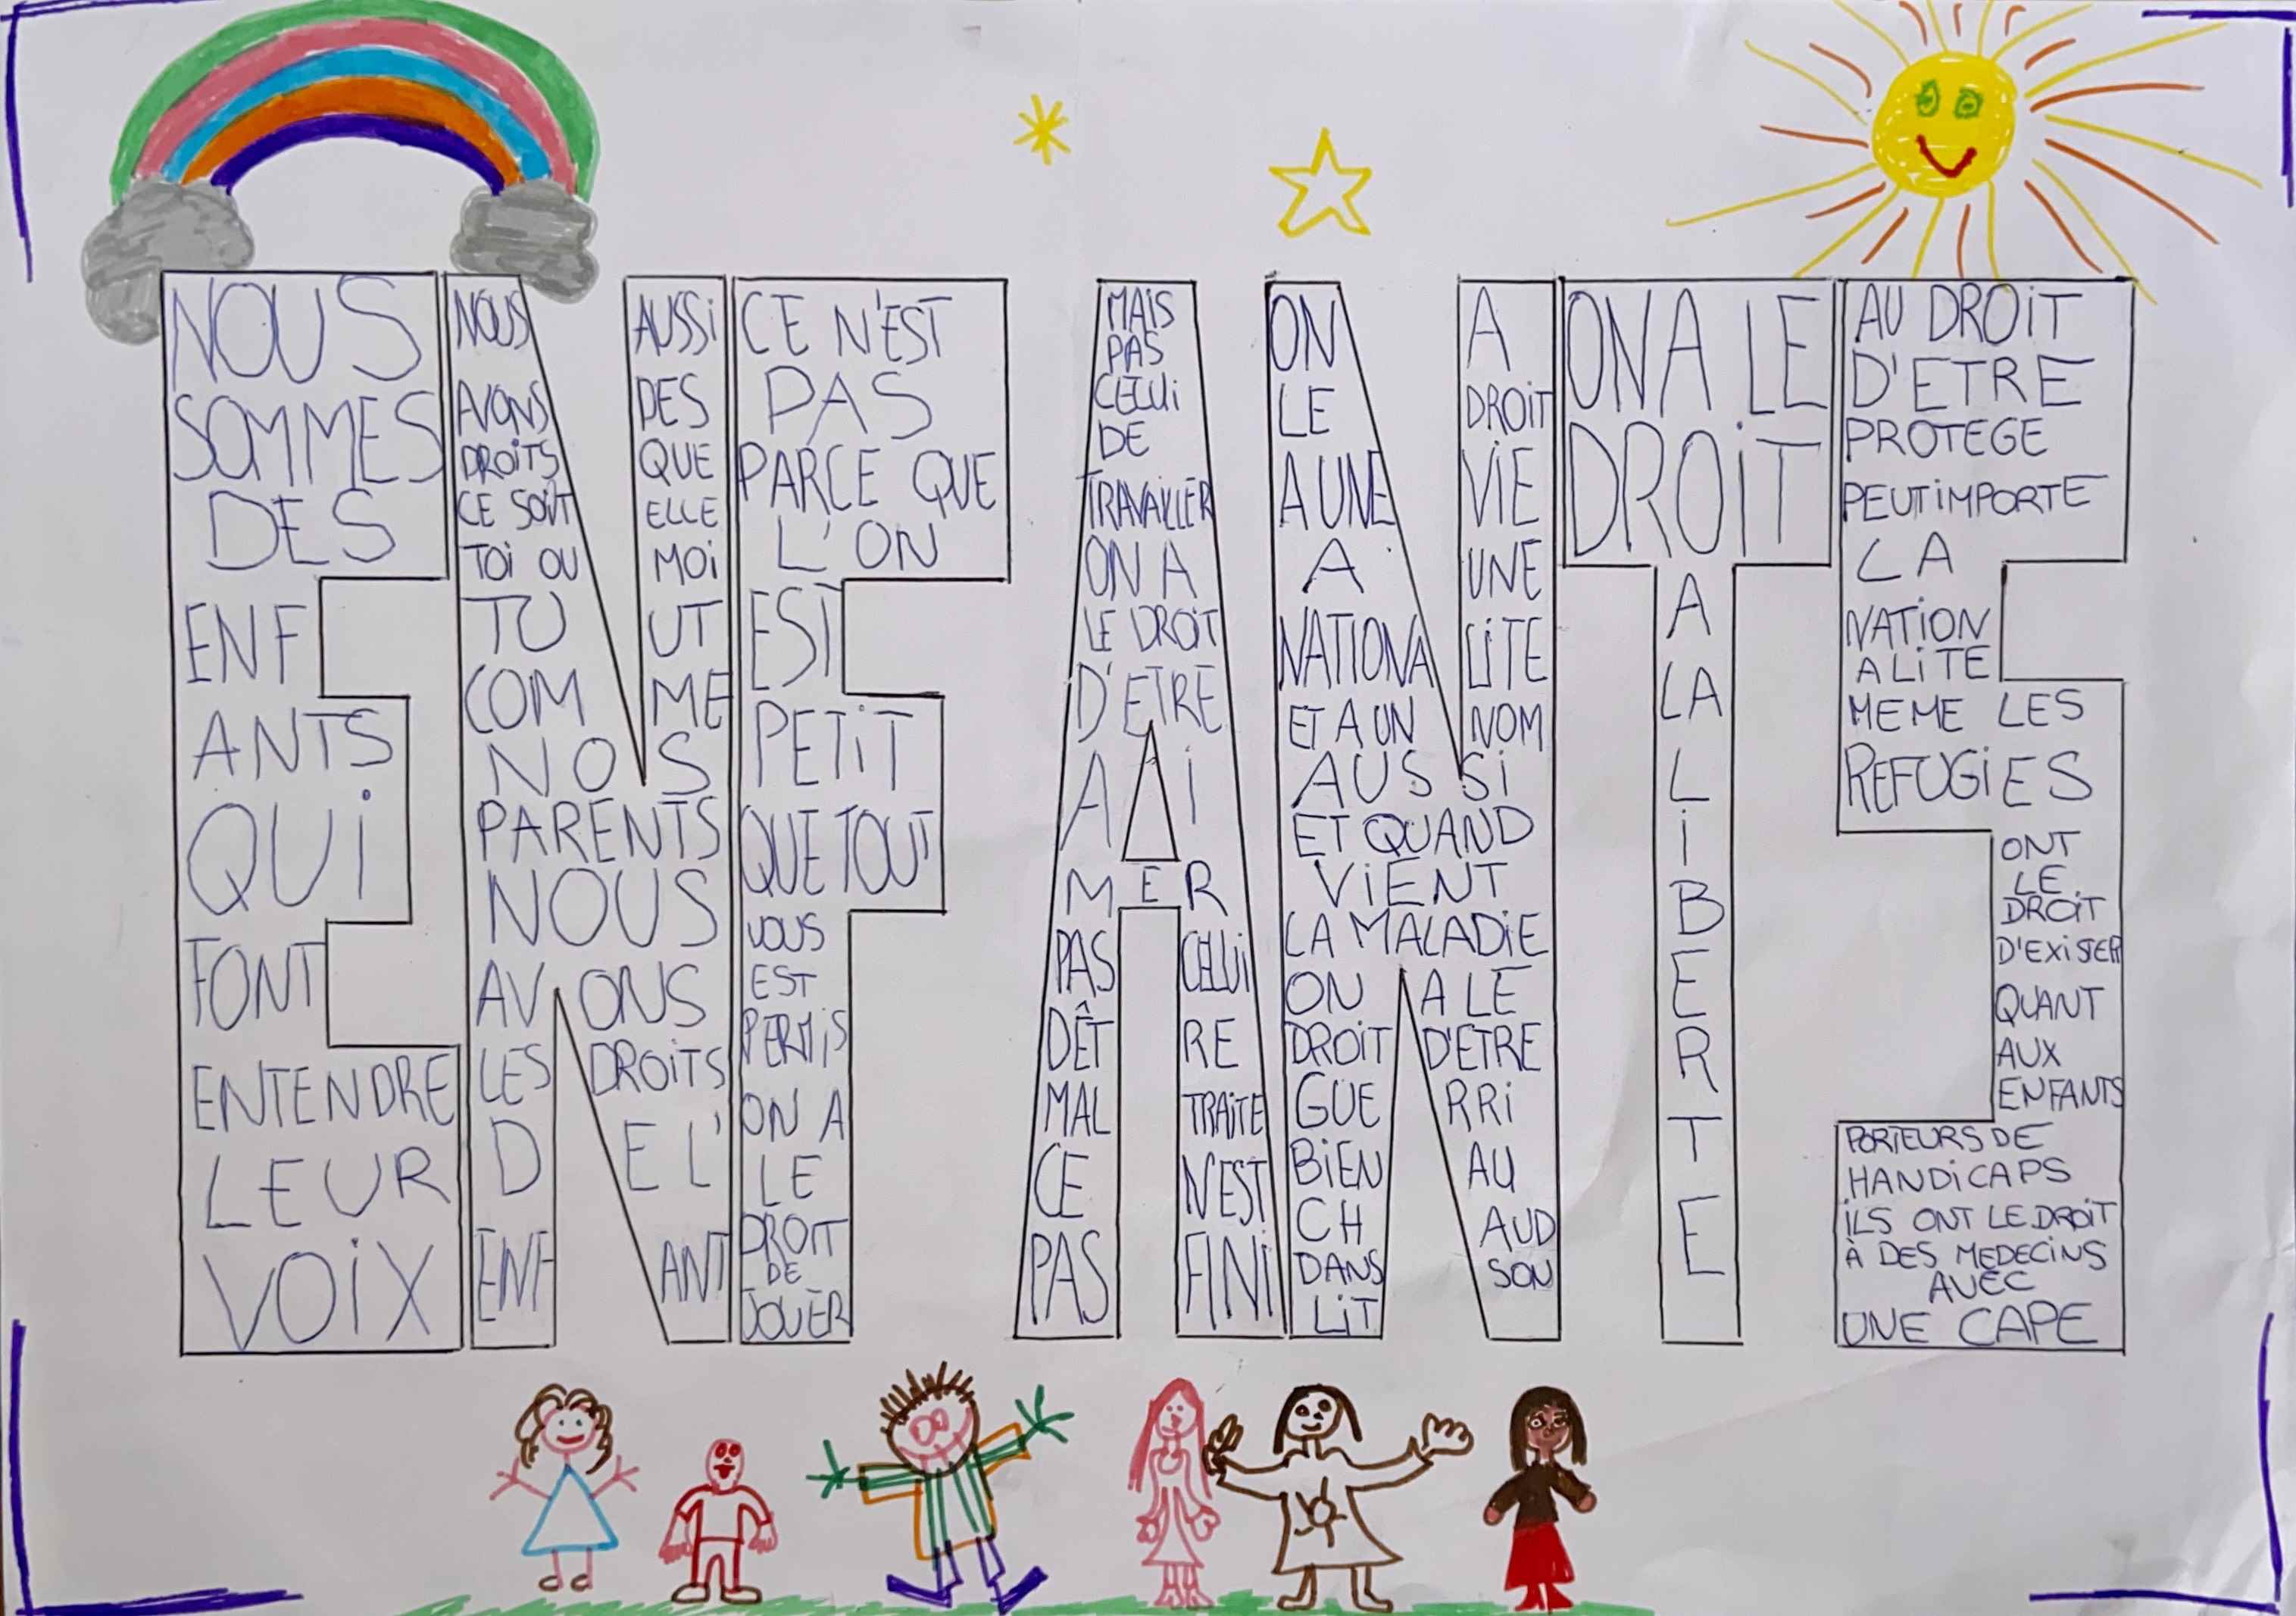 NOUS
SOMMES
DES
ENF
ANTS
QUi
FONT
ENTENDRE
LEUR
VOiX
NOUS AUSSi
AVONS DES
DROiTS QUE
CE SOiT ELLE
TOi OU MOi
TU UT
COM ME
NOS
PARENTS
NOUS
AVONS
LES DROiTS
DE L'
ENF ANT
CE N'EST
PAS
PARCE QUE
L'ON
EST
PETiT
QUE TOUT
VOUS
EST
PERMiS
ON A
LE
DROIT
DE
JOUER
MAiS
PAS
CELUi
DE
TRAVAiLLER
ON A
LE DROiT
D'ETRE
A i
M E R
PAS CELUi
DÊT RE
MAL TRAiTE
CE N'EST
PAS FiNi
ON A
LE DROiT
A UNE VIE
A UNE
NATIONA LiTE
ET A UN NOM
AUSSi
ET QUAND
ViENT
LA MALADiE
ON A LE
DROiT D'ETRE
GUE RRi
BiEN AU
CH AUD
DANS SON
LiT
ON A LE
DROiT
A
LA
L
i
B
E
R
T
E
AU DROiT
D'ETRE
PROTEGE
PEUTiMPORTE
LA
NATiON
ALiTE
MEME LES
REFUGiES
ONT
LE
DROiT
D'EXiSTER
QUANT
AUX
ENFANTS
PORTEURS DE
HANDiCAPS
iLS ONT LE DROiT
À DES MEDECiNS
AVEC
UNE CAPE